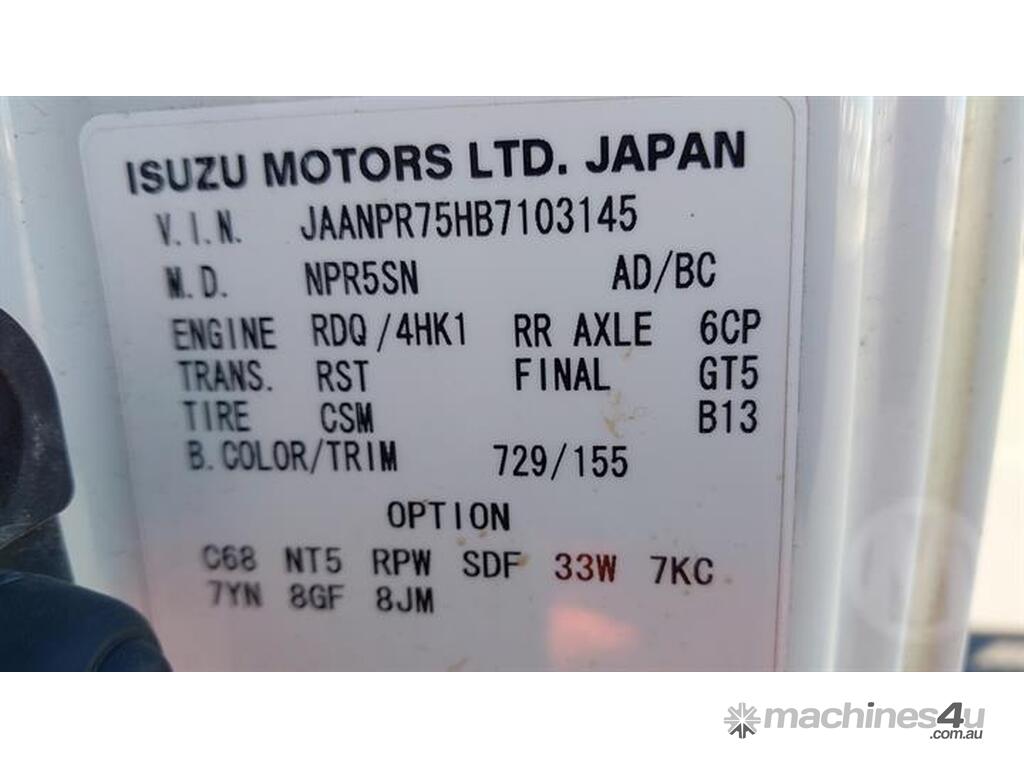 ISUZU MOTORS LTD. JAPAN
V.I.N. JAANPR75HB7103145
M.D. NPR5SN AD/BC
ENGINE RDQ/4HK1 RR AXLE 6CP
TRANS. RST FINAL GT5
TIRE CSM B13
B.COLOR/TRIM 729/155
OPTION
C68 NT5 RPW SDF 33W 7KC
7YN 8GF 8JM
machines4u
.com.au